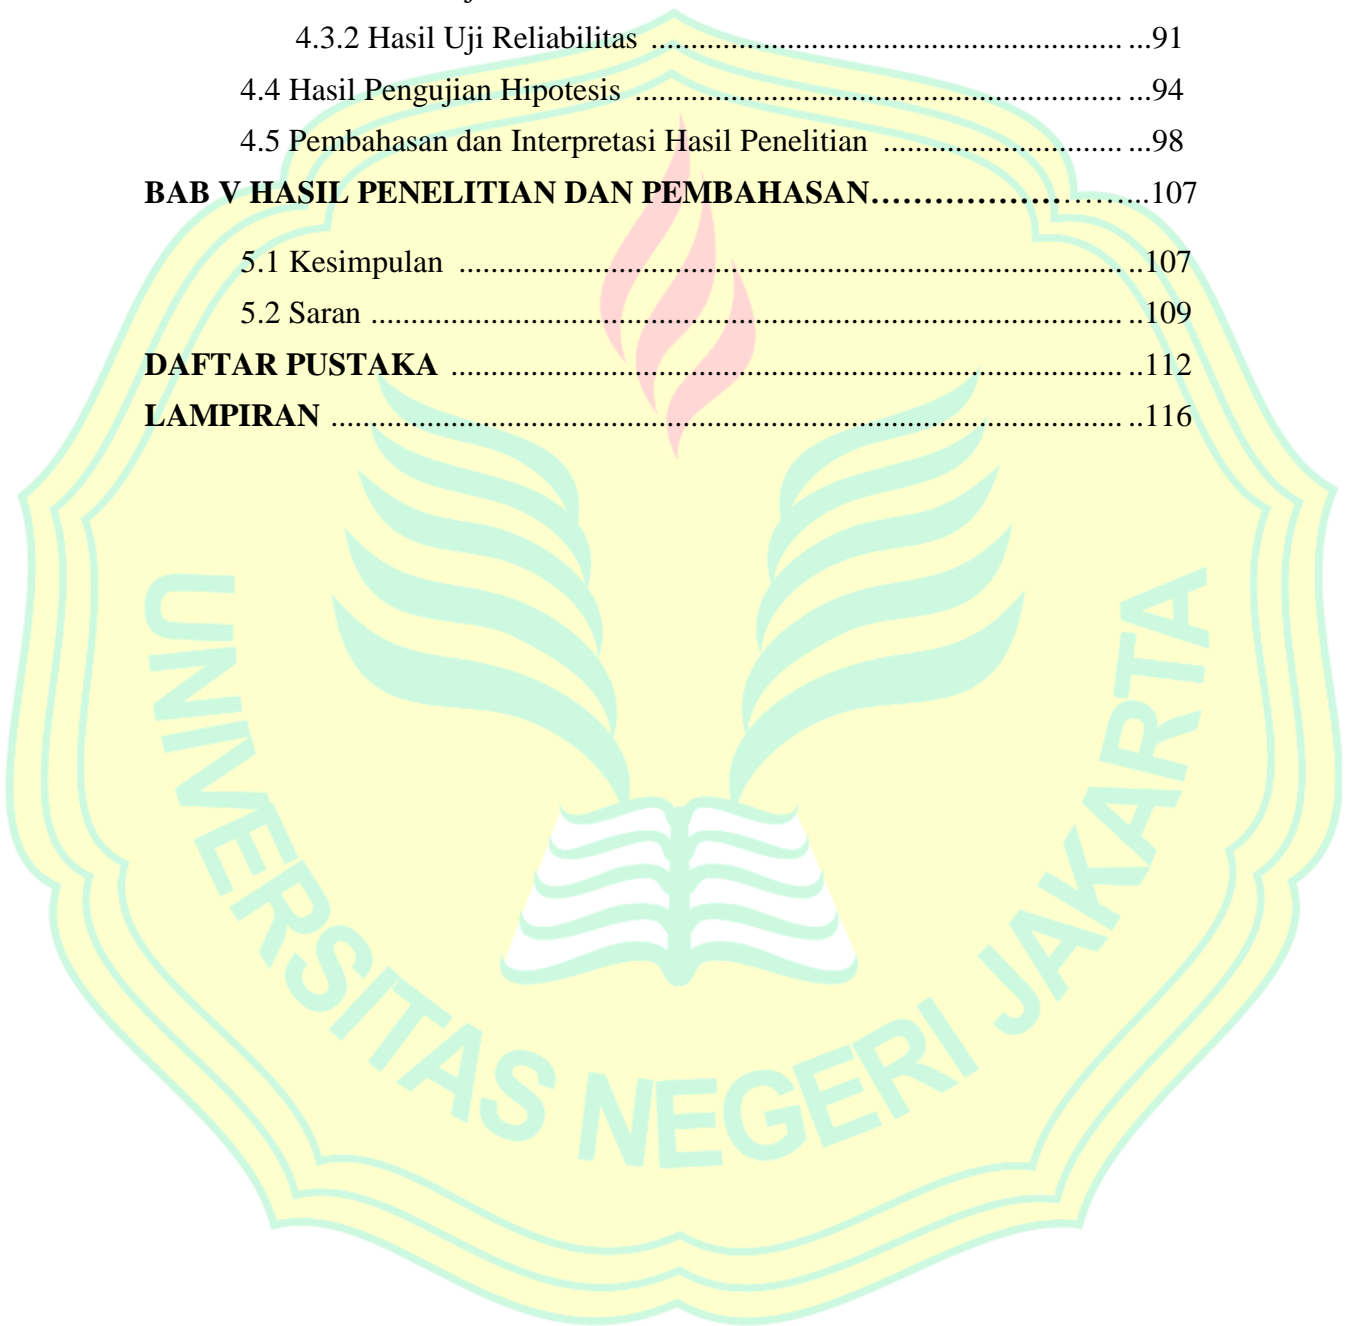 4.3.2 Hasil Uji Reliabilitas ............................................................ ...91
4.4 Hasil Pengujian Hipotesis .............................................................. ...94
4.5 Pembahasan dan Interpretasi Hasil Penelitian .............................. ...98
BAB V HASIL PENELITIAN DAN PEMBAHASAN…………………………...107
5.1 Kesimpulan .................................................................................... ..107
5.2 Saran ............................................................................................... ..109
DAFTAR PUSTAKA ..................................................................................... ..112
LAMPIRAN .................................................................................................... ..116
UNIVERSITAS NEGERI JAKARTA